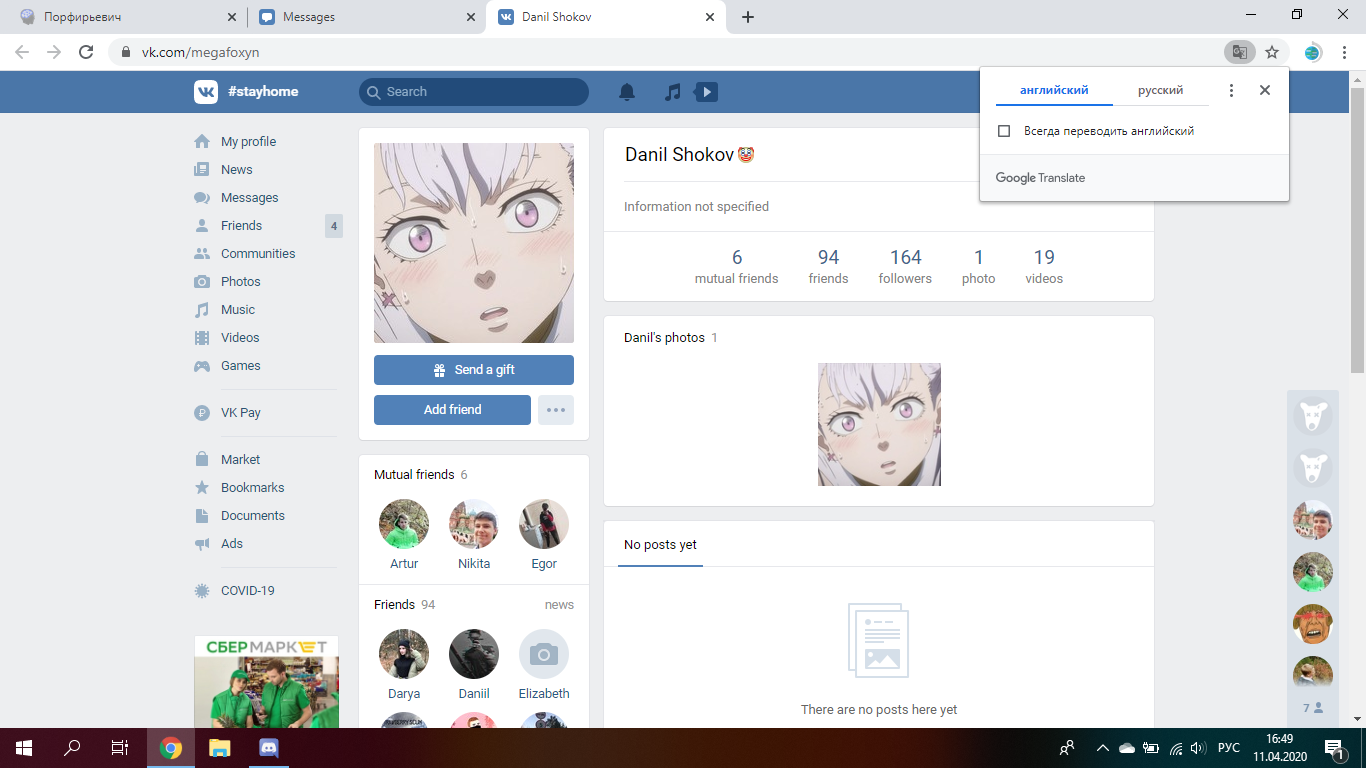 Порфирьевич
Messages
Danil Shokov
vk.com/megafoxyn
#stayhome
Search
английский
русский
Всегда переводить английский
Google Translate
My profile
News
Messages
Friends 4
Communities
Photos
Music
Videos
Games
VK Pay
Market
Bookmarks
Documents
Ads
COVID-19
СБЕРМАРКЕТ
Send a gift
Add friend
Mutual friends 6
Artur
Nikita
Egor
Friends 94
news
Darya
Daniil
Elizabeth
Danil Shokov
Information not specified
6
mutual friends
94
friends
164
followers
1
photo
19
videos
Danil's photos 1
No posts yet
There are no posts here yet
7
РУС
16:49
11.04.2020
1